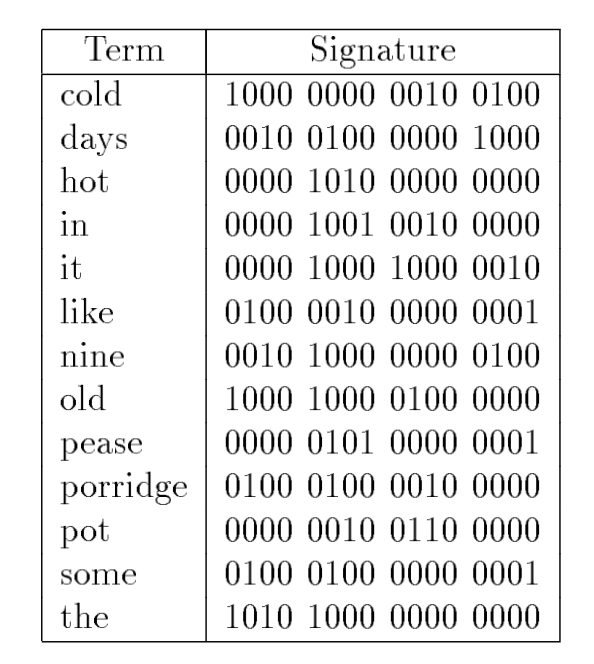 Term Signature
cold 1000 0000 0010 0100
days 0010 0100 0000 1000
hot 0000 1010 0000 0000
in 0000 1001 0010 0000
it 0000 1000 1000 0010
like 0100 0010 0000 0001
nine 0010 1000 0000 0100
old 1000 1000 0100 0000
pease 0000 0101 0000 0001
porridge 0100 0100 0010 0000
pot 0000 0010 0110 0000
some 0100 0100 0000 0001
the 1010 1000 0000 0000